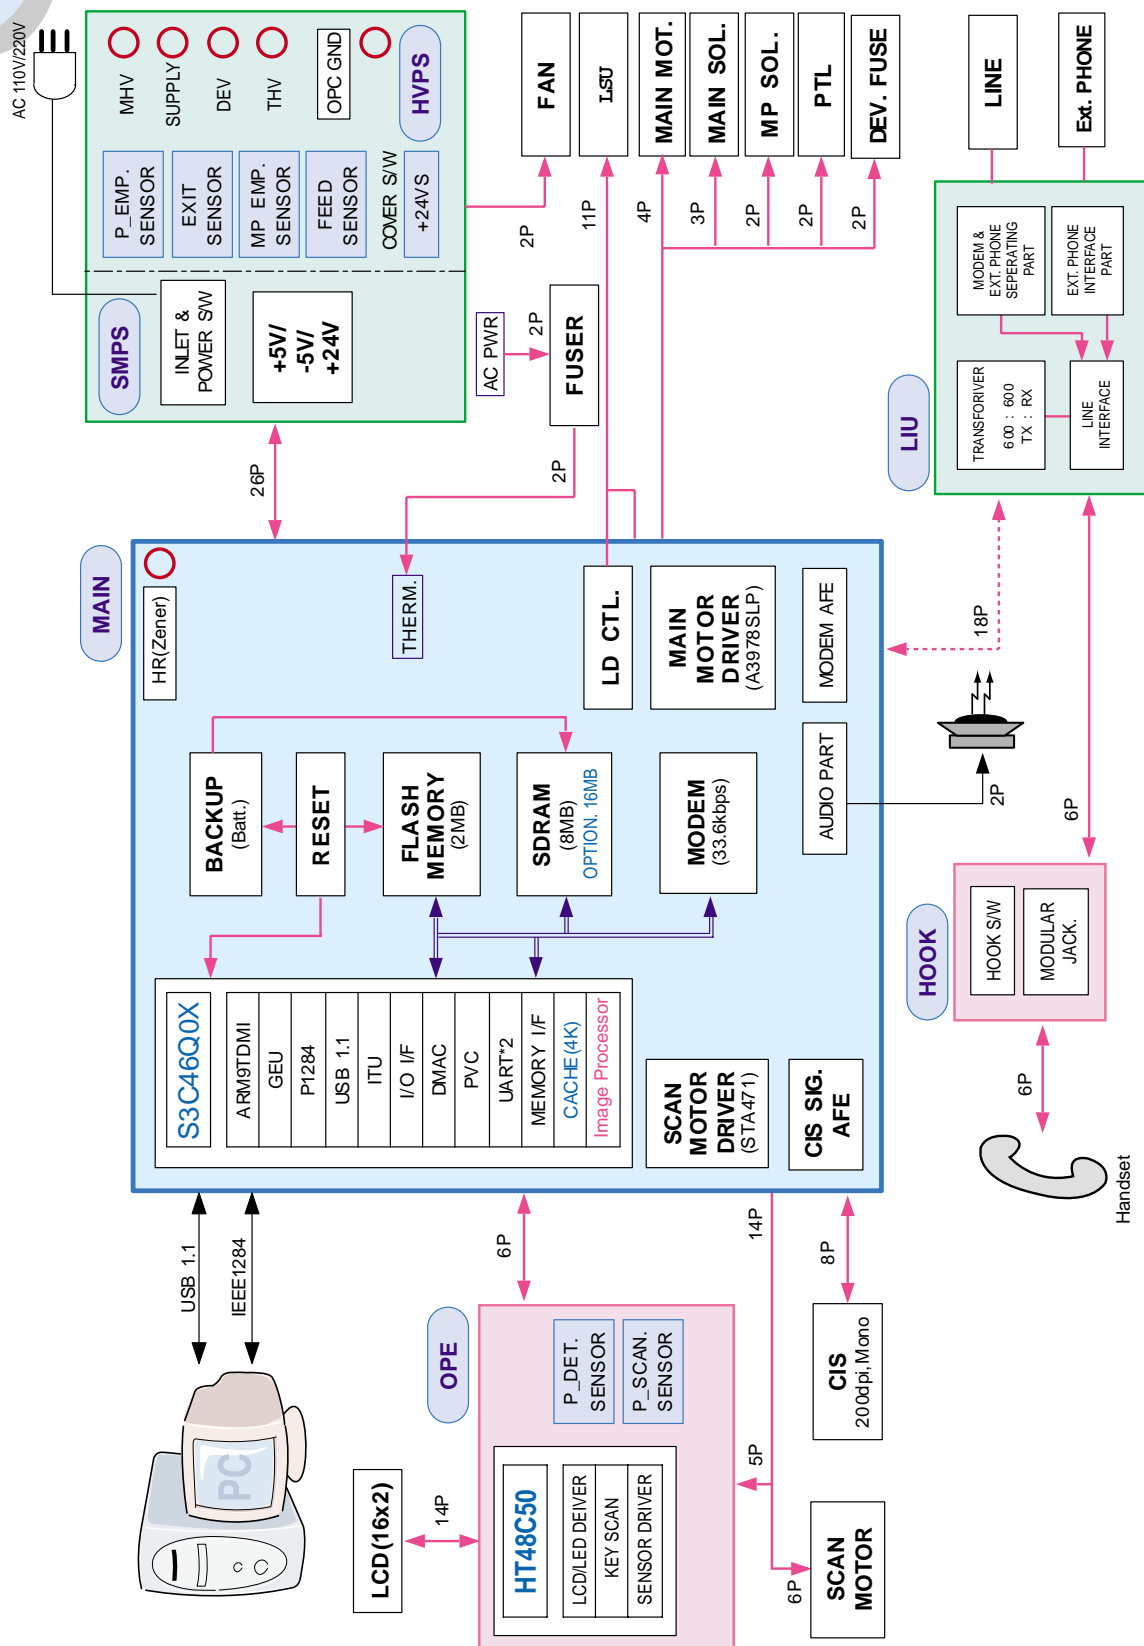 USB 1.1
IEEE1284
PC
LCD(16x2)
14P
OPE
HT48C50
LCD/LED DEIVER
KEY SCAN
SENSOR DRIVER
P_DET.
SENSOR
P_SCAN.
SENSOR
6P
5P
14P
6P
SCAN
MOTOR
CIS
200dpi,Mono
8P
MAIN
HR(Zener)
S3C46Q0X
ARM9TDMI
GEU
P1284
USB 1.1
ITU
I/O I/F
DMAC
PVC
UART*2
MEMORY I/F
CACHE(4K)
Image Processor
BACKUP
(Batt.)
RESET
FLASH
MEMORY
(2MB)
SDRAM
(8MB)
OPTION. 16MB
MODEM
(33.6kbps)
SCAN
MOTOR
DRIVER
(STA471)
CIS SIG.
AFE
THERM.
LD CTL.
MAIN
MOTOR
DRIVER
(A3978SLP)
MODEM AFE
AUDIO PART
2P
18P
6P
HOOK
HOOK S/W
MODULAR
JACK.
6P
Handset
AC 110V/220V
SMPS
INLET &
POWER S/W
+5V/
-5V/
+24V
26P
HVPS
MHV
SUPPLY
DEV
THV
OPC GND
P_EMP.
SENSOR
EXIT
SENSOR
MP EMP.
SENSOR
FEED
SENSOR
COVER S/W
+24VS
AC PWR
2P
FUSER
2P
FAN
2P
LSU
11P
MAIN MOT.
4P
MAIN SOL.
3P
MP SOL.
2P
PTL
2P
DEV. FUSE
2P
LINE
Ext. PHONE
LIU
MODEM &
EXT. PHONE
SEPERATING
PART
EXT. PHONE
INTERFACE
PART
TRANSFORIVER
600 : 600
TX : RX
LINE
INTERFACE